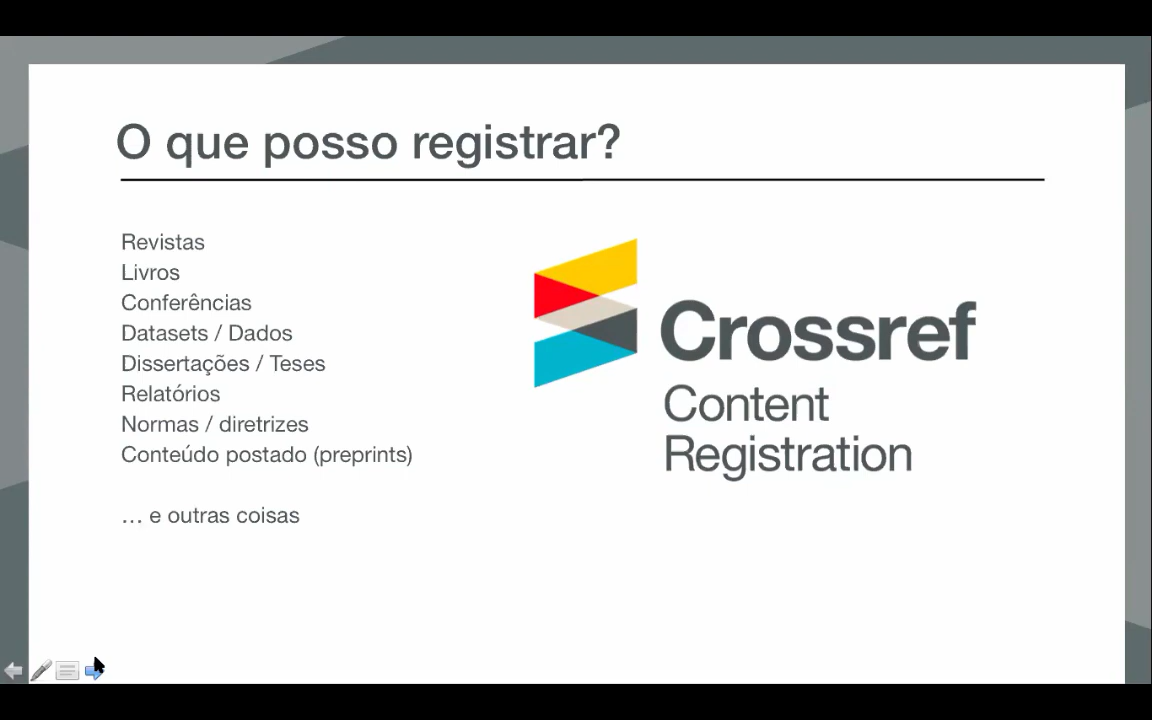 O que posso registrar?
Revistas
Livros
Conferências
Datasets / Dados
Dissertações / Teses
Relatórios
Normas / diretrizes
Conteúdo postado (preprints)
… e outras coisas
Crossref
Content
Registration